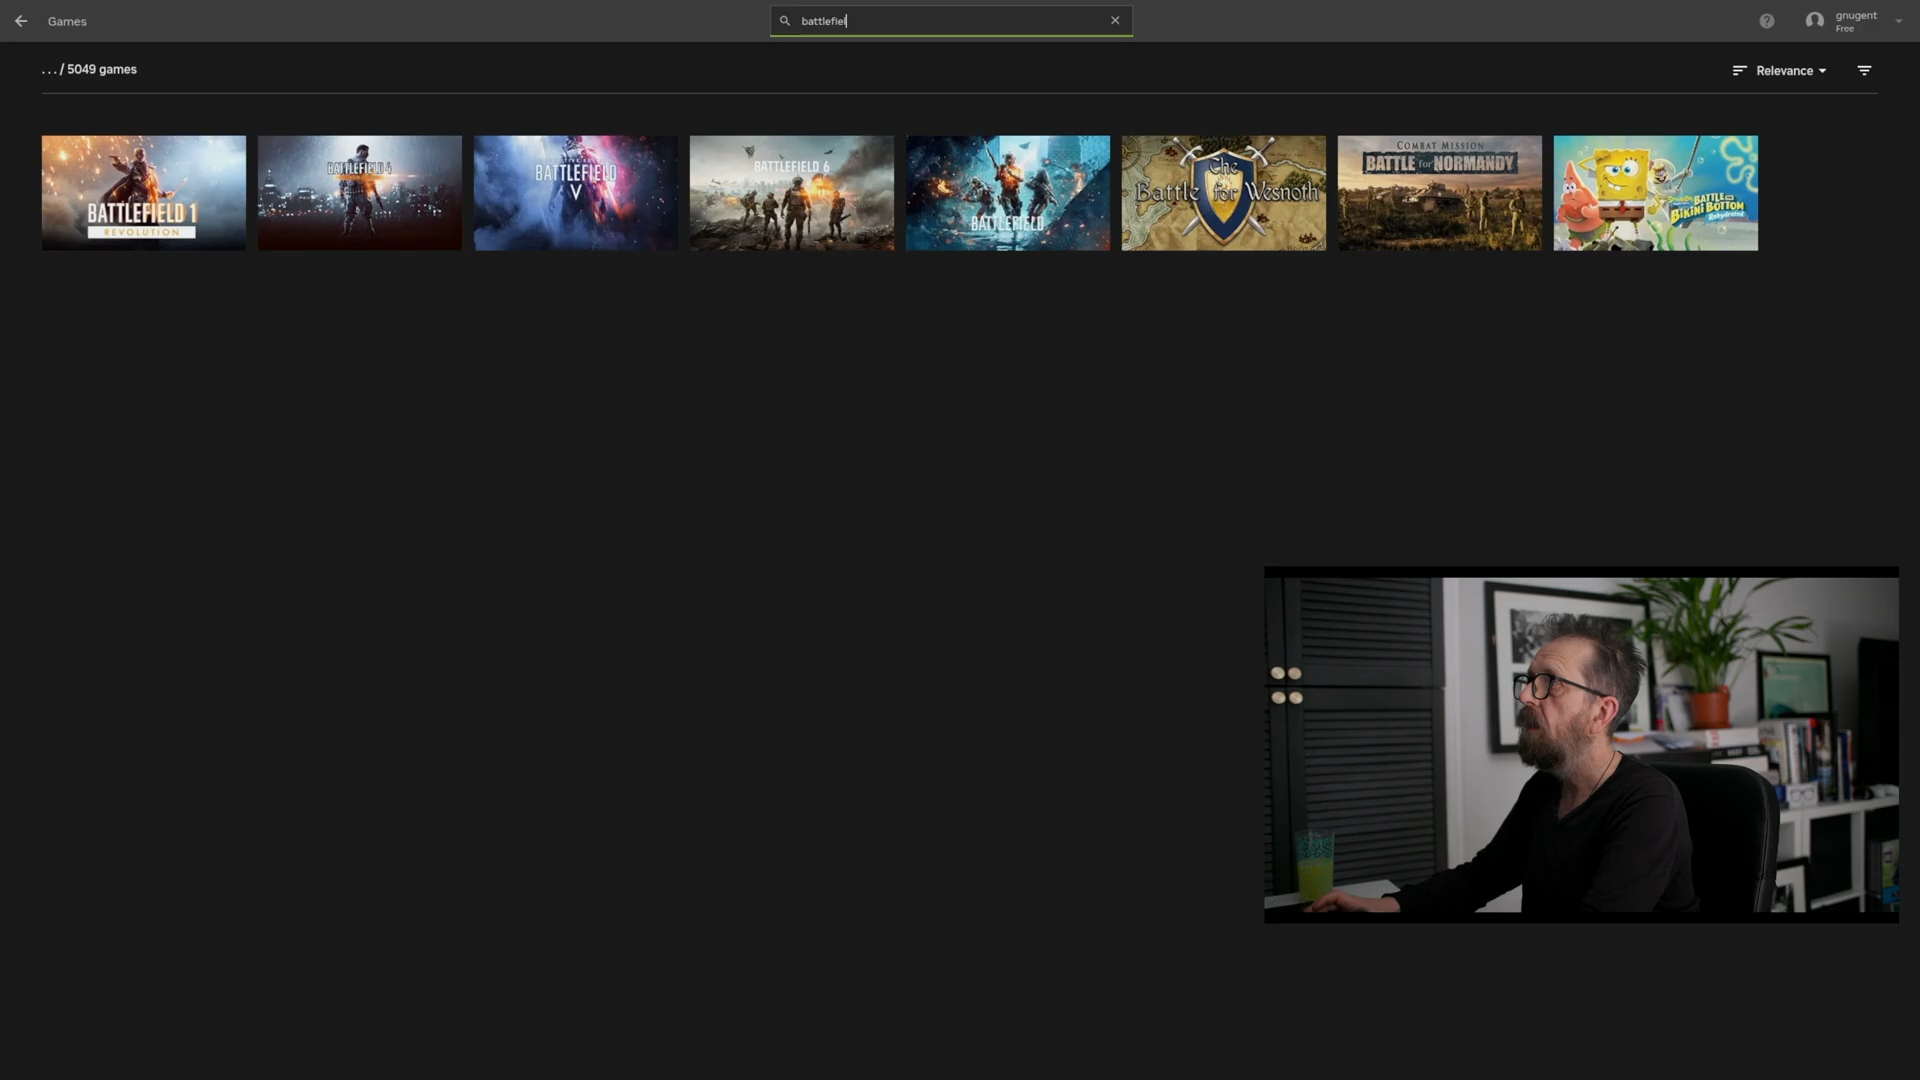 Games
battlefiel
gnugent
Free
... / 5049 games
Relevance
BATTLEFIELD 1
REVOLUTION
BATTLEFIELD 4
BATTLEFIELD
V
BATTLEFIELD 6
BATTLEFIELD
The
Battle for Wesnoth
COMBAT MISSION
BATTLE for NORMANDY
BATTLE FOR
BIKINI BOTTOM
Rehydrated